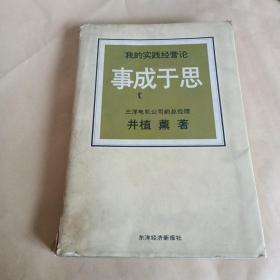 我的实践经营论
事成于思
三洋电机公司前总经理
井植 薰 著
东洋经济新报社